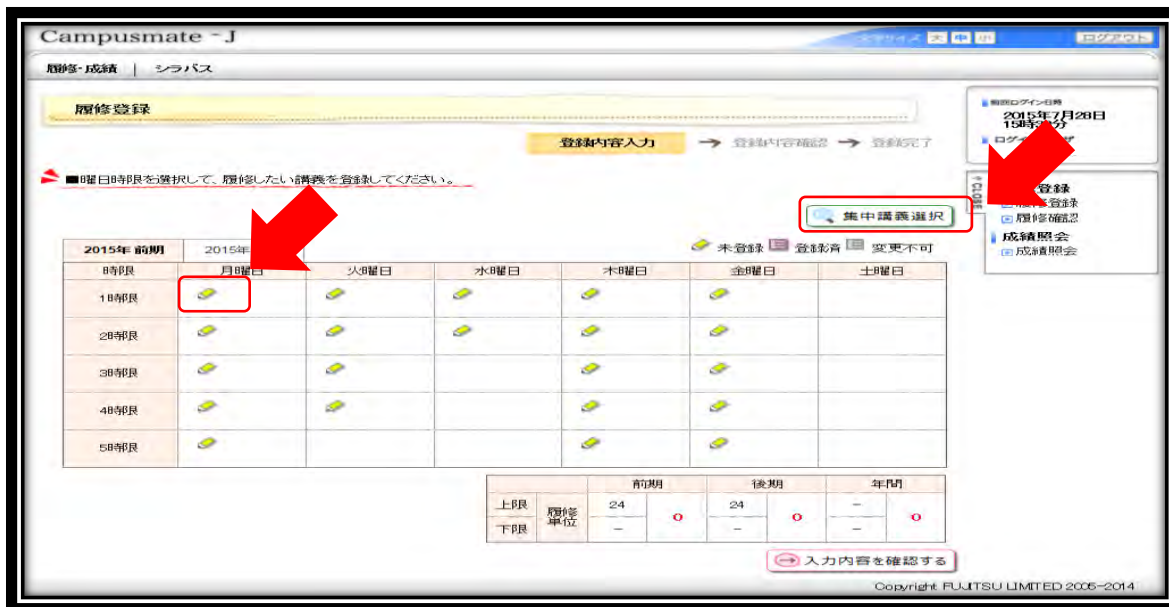 Campusmate - J
文字サイズ 大 中 小
ログアウト
履修・成績 | シラバス
履修登録
登録内容入力 → 登録内容確認 → 登録完了
■曜日時限を選択して、履修したい講義を登録してください。
集中講義選択
未登録 登録済 変更不可
2015年 前期 2015年
時限 月曜日 火曜日 水曜日 木曜日 金曜日 土曜日
1時限
2時限
3時限
4時限
5時限
前期 後期 年間
上限 履修単位 24 0 24 0 - 0
下限 - - -
入力内容を確認する
前回ログイン日時
2015年7月28日
CLOSE
登録
履修登録
履修確認
成績照会
成績照会
Copyright FUJITSU LIMITED 2005-2014